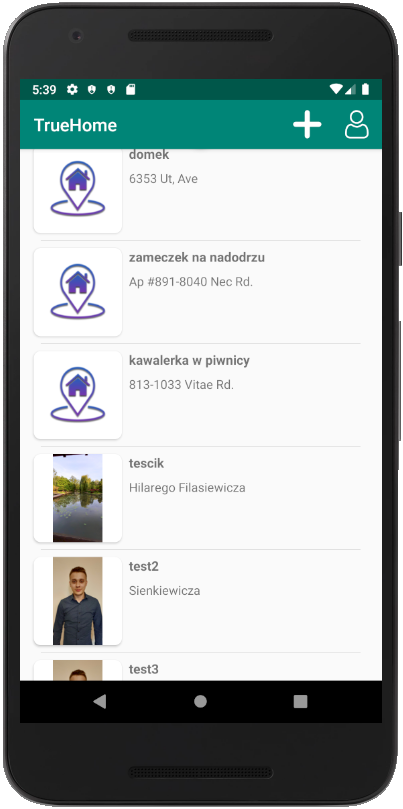 5:39
TrueHome
domek
6353 Ut, Ave
zameczek na nadodrzu
Ap #891-8040 Nec Rd.
kawalerka w piwnicy
813-1033 Vitae Rd.
tescik
Hilarego Filasiewicza
test2
Sienkiewicza
test3